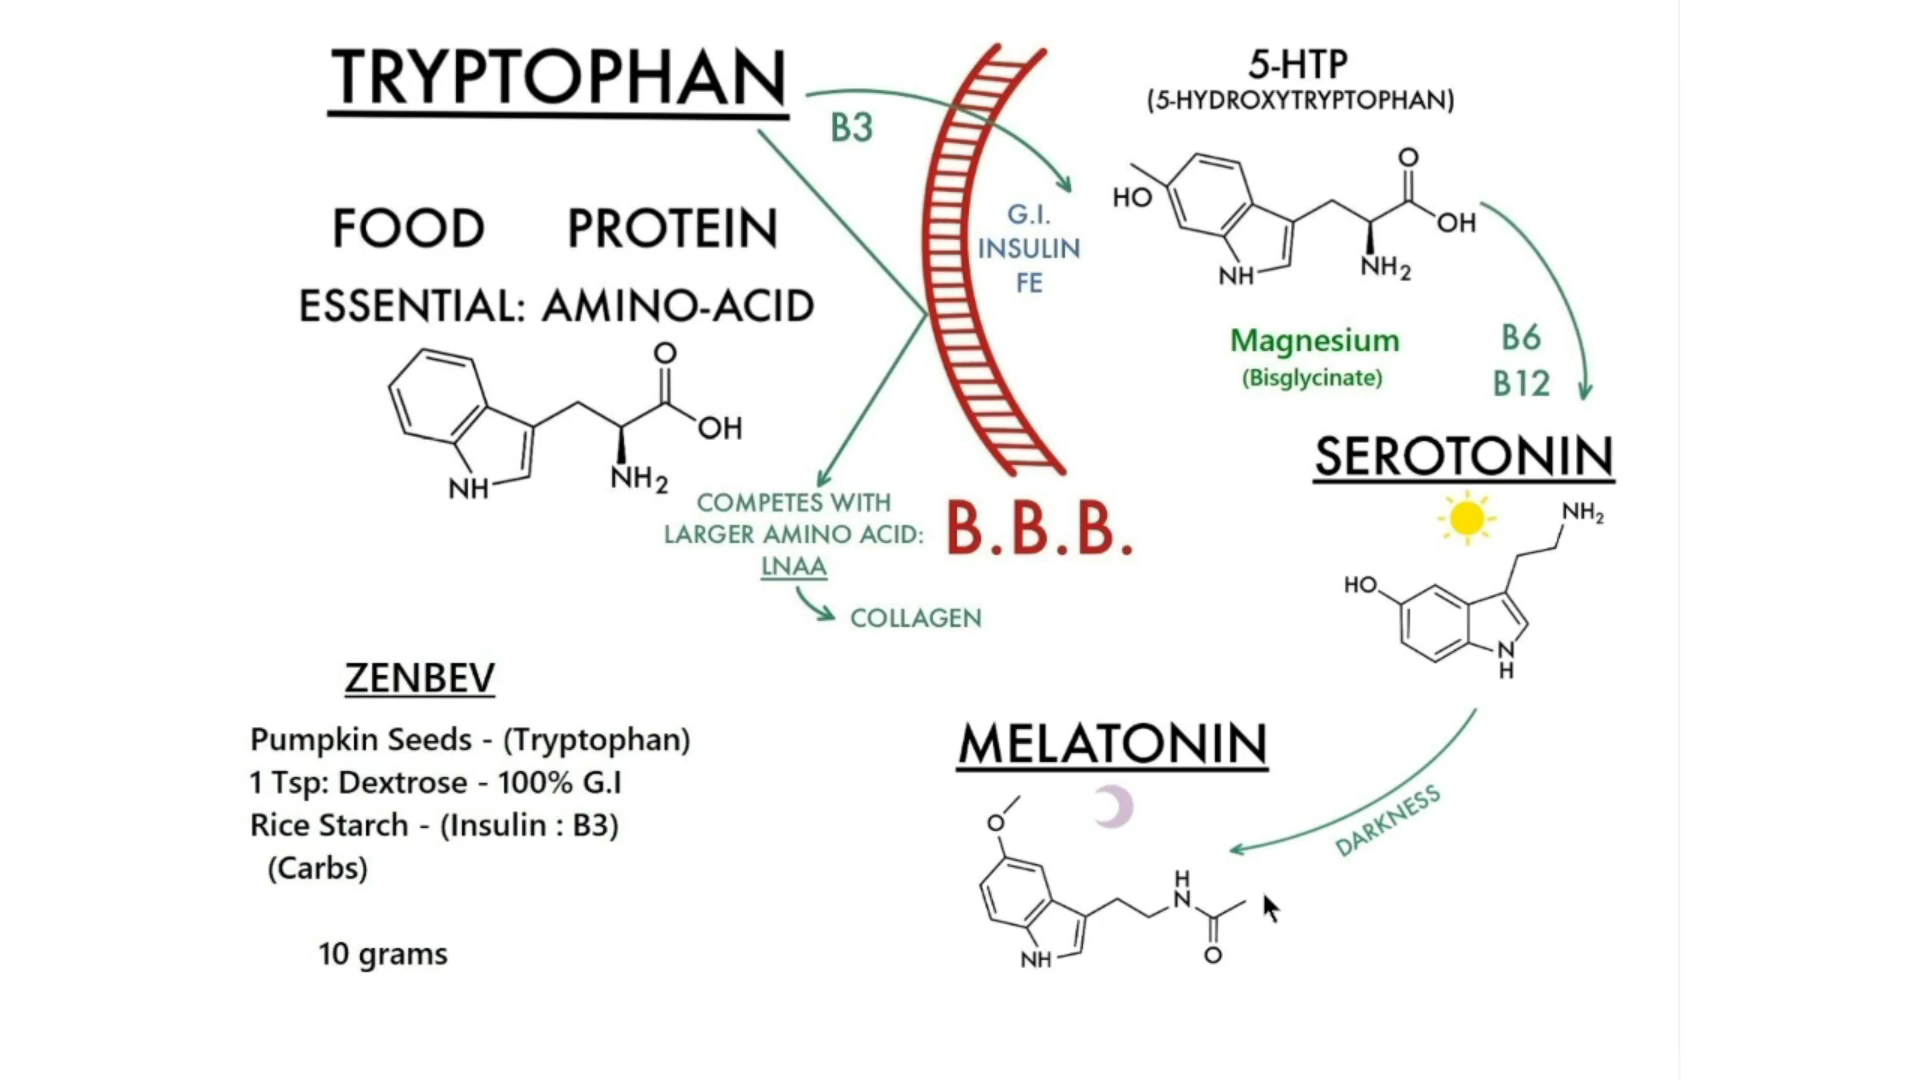 TRYPTOPHAN
B3
FOOD PROTEIN
ESSENTIAL: AMINO-ACID
O
OH
NH2
NH
COMPETES WITH
LARGER AMINO ACID:
LNAA
COLLAGEN
B.B.B.
G.I.
INSULIN
FE
5-HTP
(5-HYDROXYTRYPTOPHAN)
O
HO
OH
NH2
NH
Magnesium
(Bisglycinate)
B6
B12
SEROTONIN
NH2
HO
N
H
DARKNESS
MELATONIN
O
H
N
NH
O
ZENBEV
Pumpkin Seeds - (Tryptophan)
1 Tsp: Dextrose - 100% G.I
Rice Starch - (Insulin : B3)
(Carbs)
10 grams